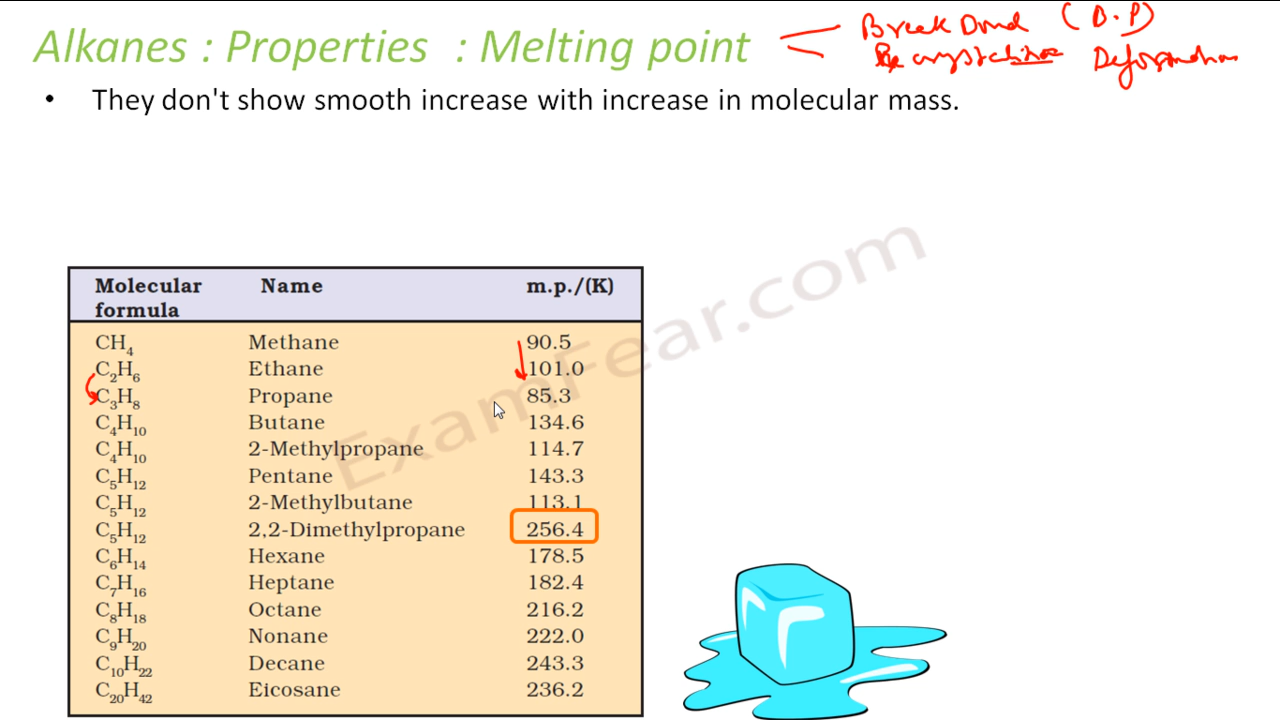 Alkanes : Properties : Melting point
Break Bond (B.P)
Deformation
• They don't show smooth increase with increase in molecular mass.
Molecular formula Name m.p./(K)
CH4 Methane 90.5
C2H6 Ethane 101.0
C3H8 Propane 85.3
C4H10 Butane 134.6
C4H10 2-Methylpropane 114.7
C5H12 Pentane 143.3
C5H12 2-Methylbutane 113.1
C5H12 2,2-Dimethylpropane 256.4
C6H14 Hexane 178.5
C7H16 Heptane 182.4
C8H18 Octane 216.2
C9H20 Nonane 222.0
C10H22 Decane 243.3
C20H42 Eicosane 236.2
ExamFear.com